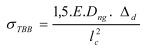 σ_TBB = 1,5.E.D_ng . Δ_d / l_c^2